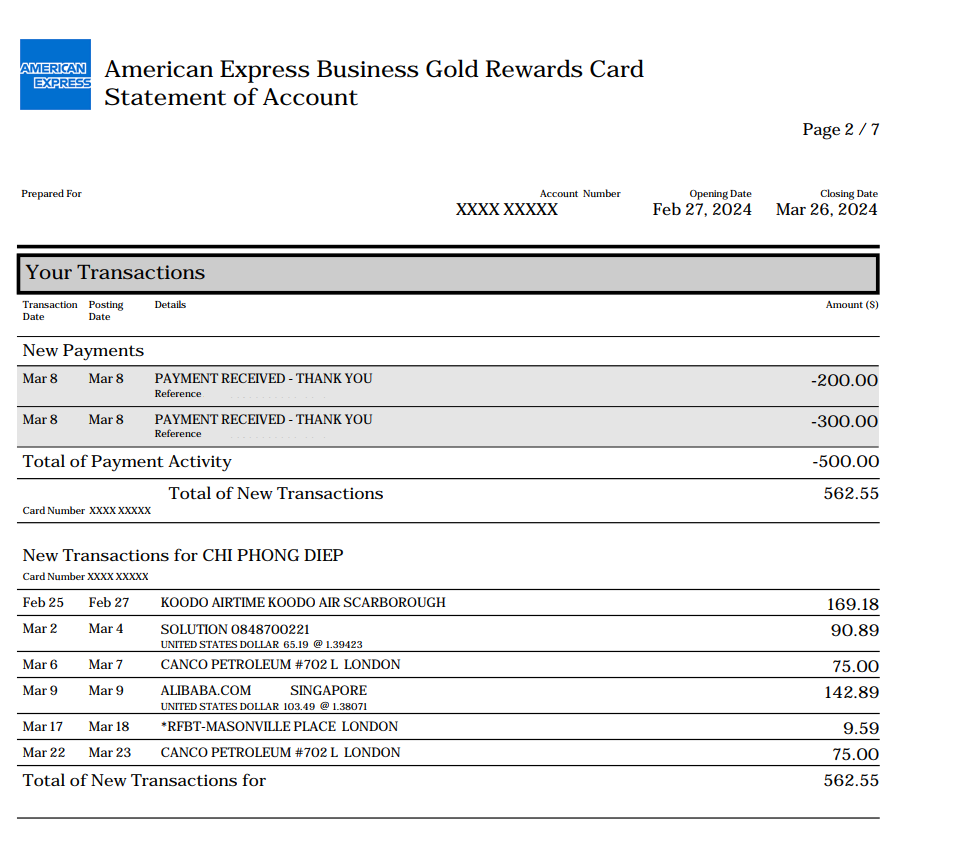 AMERICAN
EXPRESS
American Express Business Gold Rewards Card
Statement of Account
Page 2 / 7
Prepared For Account Number Opening Date Closing Date
XXXX XXXXX Feb 27, 2024 Mar 26, 2024
Your Transactions
Transaction Posting Details Amount ($)
Date Date
New Payments
Mar 8 Mar 8 PAYMENT RECEIVED - THANK YOU -200.00
Reference
Mar 8 Mar 8 PAYMENT RECEIVED - THANK YOU -300.00
Reference
Total of Payment Activity -500.00
Total of New Transactions 562.55
Card Number XXXX XXXXX
New Transactions for CHI PHONG DIEP
Card Number XXXX XXXXX
Feb 25 Feb 27 KOODO AIRTIME KOODO AIR SCARBOROUGH 169.18
Mar 2 Mar 4 SOLUTION 0848700221 90.89
UNITED STATES DOLLAR 65.19 @ 1.39423
Mar 6 Mar 7 CANCO PETROLEUM #702 L LONDON 75.00
Mar 9 Mar 9 ALIBABA.COM SINGAPORE 142.89
UNITED STATES DOLLAR 103.49 @ 1.38071
Mar 17 Mar 18 *RFBT-MASONVILLE PLACE LONDON 9.59
Mar 22 Mar 23 CANCO PETROLEUM #702 L LONDON 75.00
Total of New Transactions for 562.55